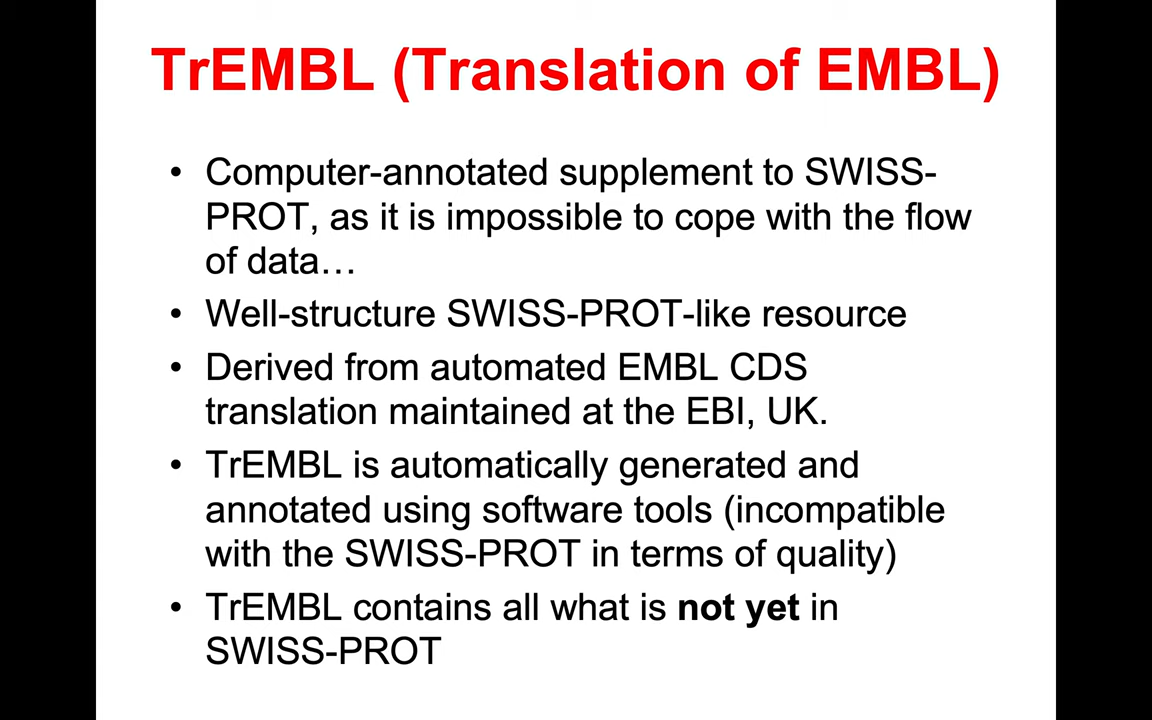 TrEMBL (Translation of EMBL)
• Computer-annotated supplement to SWISS-
PROT, as it is impossible to cope with the flow
of data…
• Well-structure SWISS-PROT-like resource
• Derived from automated EMBL CDS
translation maintained at the EBI, UK.
• TrEMBL is automatically generated and
annotated using software tools (incompatible
with the SWISS-PROT in terms of quality)
• TrEMBL contains all what is not yet in
SWISS-PROT